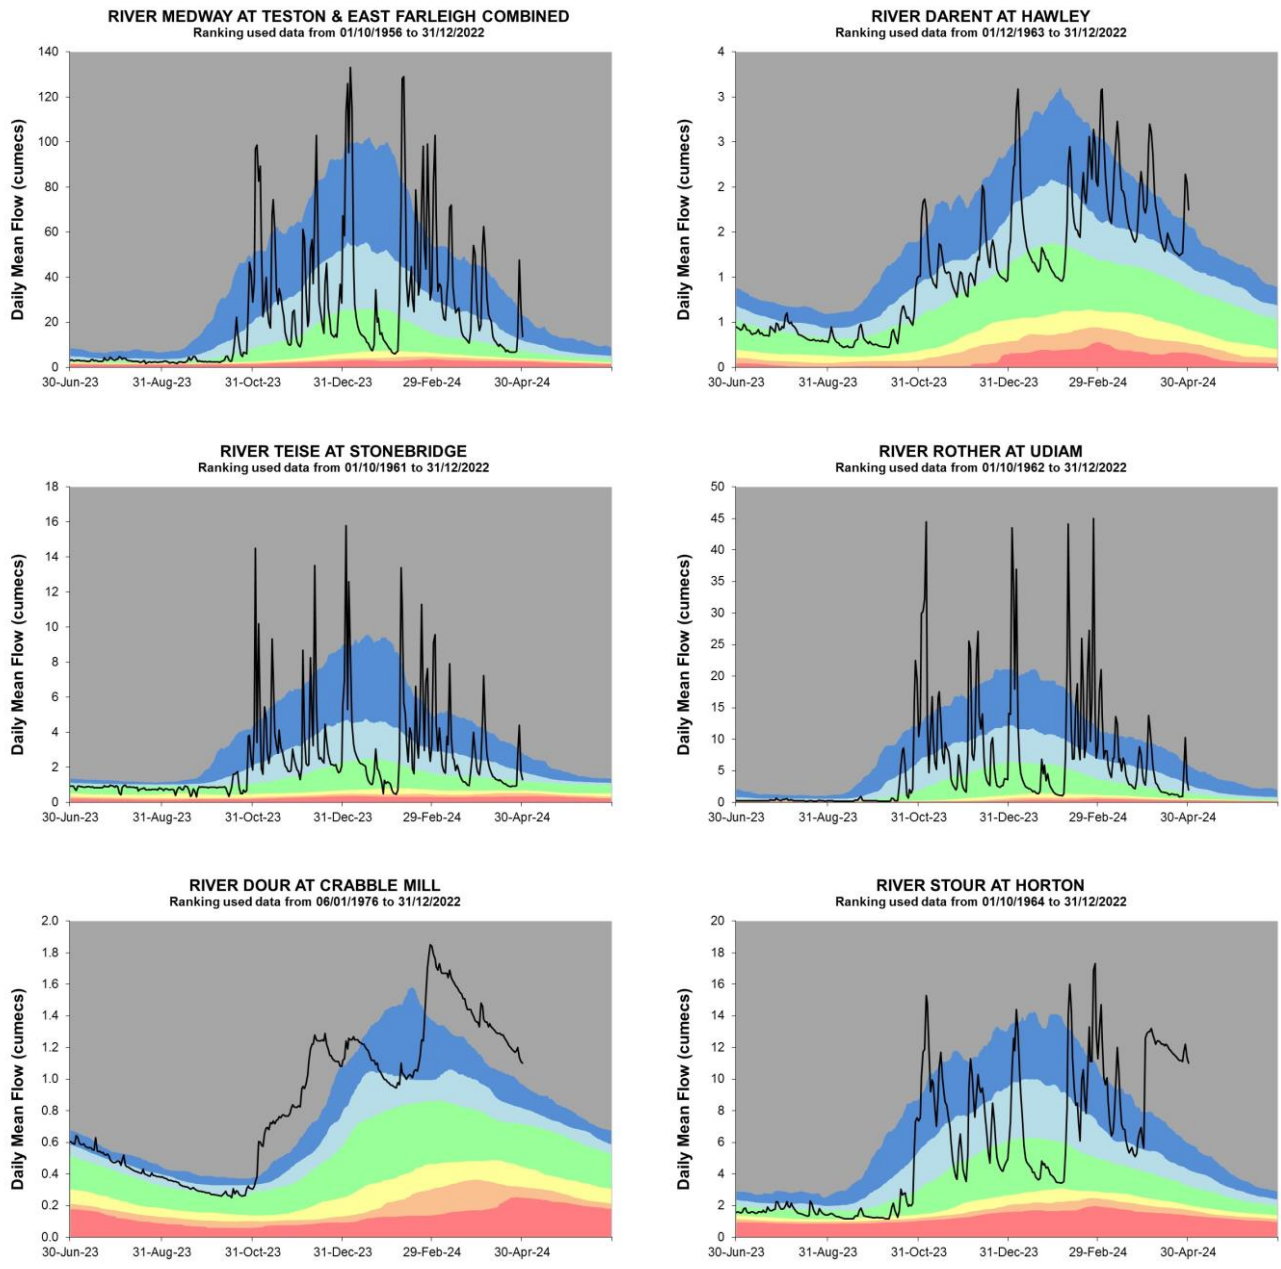 RIVER MEDWAY AT TESTON & EAST FARLEIGH COMBINED
Ranking used data from 01/10/1956 to 31/12/2022
Daily Mean Flow (cumecs)
140
120
100
80
60
40
20
0
30-Jun-23 31-Aug-23 31-Oct-23 31-Dec-23 29-Feb-24 30-Apr-24
RIVER DARENT AT HAWLEY
Ranking used data from 01/12/1963 to 31/12/2022
Daily Mean Flow (cumecs)
4
3
3
2
2
1
1
0
30-Jun-23 31-Aug-23 31-Oct-23 31-Dec-23 29-Feb-24 30-Apr-24
RIVER TEISE AT STONEBRIDGE
Ranking used data from 01/10/1961 to 31/12/2022
Daily Mean Flow (cumecs)
18
16
14
12
10
8
6
4
2
0
30-Jun-23 31-Aug-23 31-Oct-23 31-Dec-23 29-Feb-24 30-Apr-24
RIVER ROTHER AT UDIAM
Ranking used data from 01/10/1962 to 31/12/2022
Daily Mean Flow (cumecs)
50
45
40
35
30
25
20
15
10
5
0
30-Jun-23 31-Aug-23 31-Oct-23 31-Dec-23 29-Feb-24 30-Apr-24
RIVER DOUR AT CRABBLE MILL
Ranking used data from 06/01/1976 to 31/12/2022
Daily Mean Flow (cumecs)
2.0
1.8
1.6
1.4
1.2
1.0
0.8
0.6
0.4
0.2
0.0
30-Jun-23 31-Aug-23 31-Oct-23 31-Dec-23 29-Feb-24 30-Apr-24
RIVER STOUR AT HORTON
Ranking used data from 01/10/1964 to 31/12/2022
Daily Mean Flow (cumecs)
20
18
16
14
12
10
8
6
4
2
0
30-Jun-23 31-Aug-23 31-Oct-23 31-Dec-23 29-Feb-24 30-Apr-24